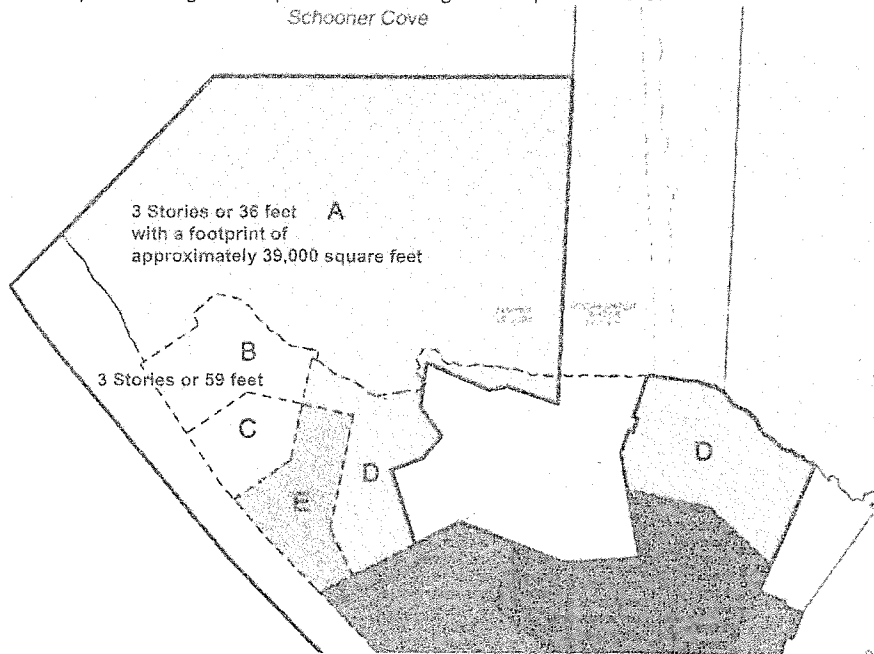 Schooner Cove
3 Stories or 36 feet A
with a footprint of
approximately 39,000 square feet
B
3 Stories or 59 feet
C
D
D
E